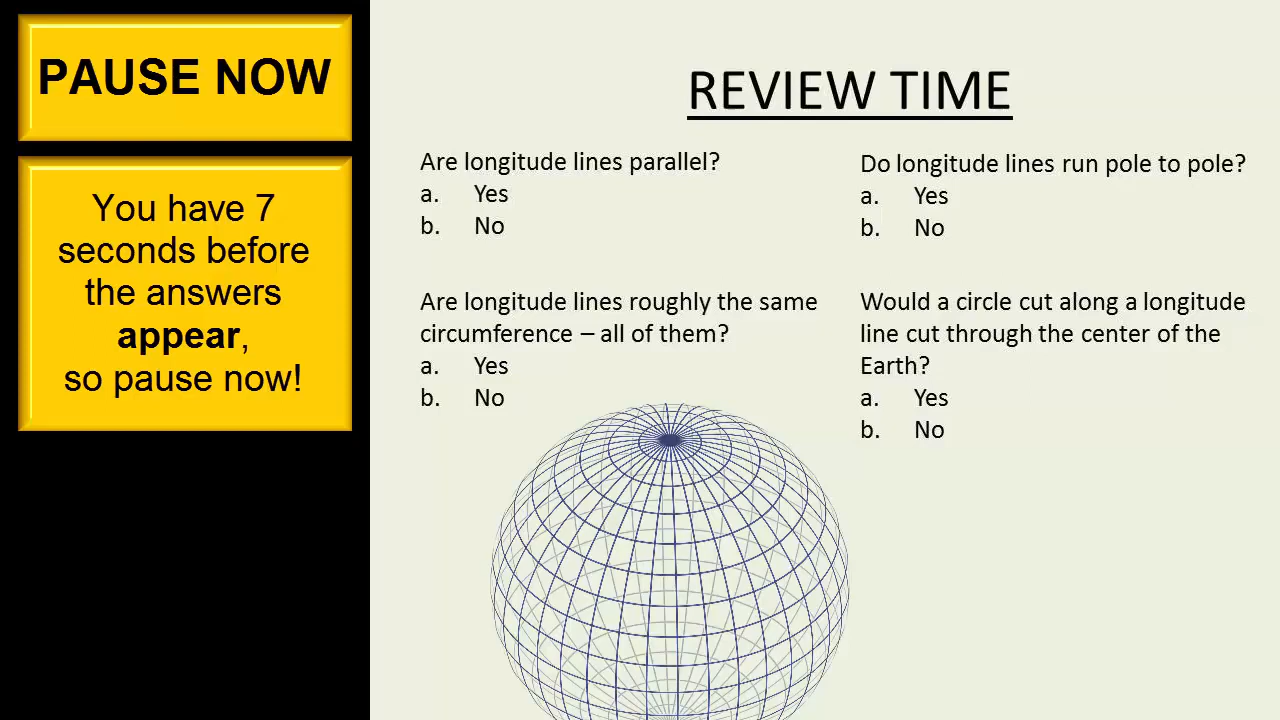 PAUSE NOW
You have 7
seconds before
the answers
appear,
so pause now!
REVIEW TIME
Are longitude lines parallel?
a. Yes
b. No
Do longitude lines run pole to pole?
a. Yes
b. No
Are longitude lines roughly the same
circumference – all of them?
a. Yes
b. No
Would a circle cut along a longitude
line cut through the center of the
Earth?
a. Yes
b. No